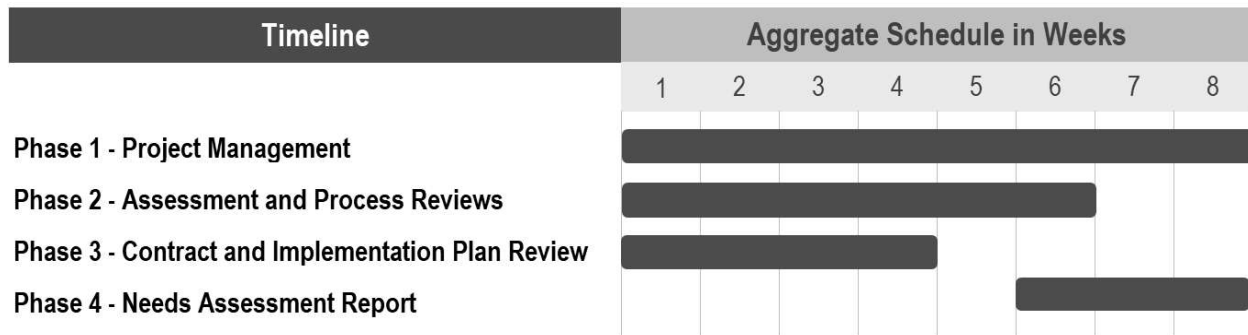 Timeline
Aggregate Schedule in Weeks
1 2 3 4 5 6 7 8
Phase 1 - Project Management
Phase 2 - Assessment and Process Reviews
Phase 3 - Contract and Implementation Plan Review
Phase 4 - Needs Assessment Report